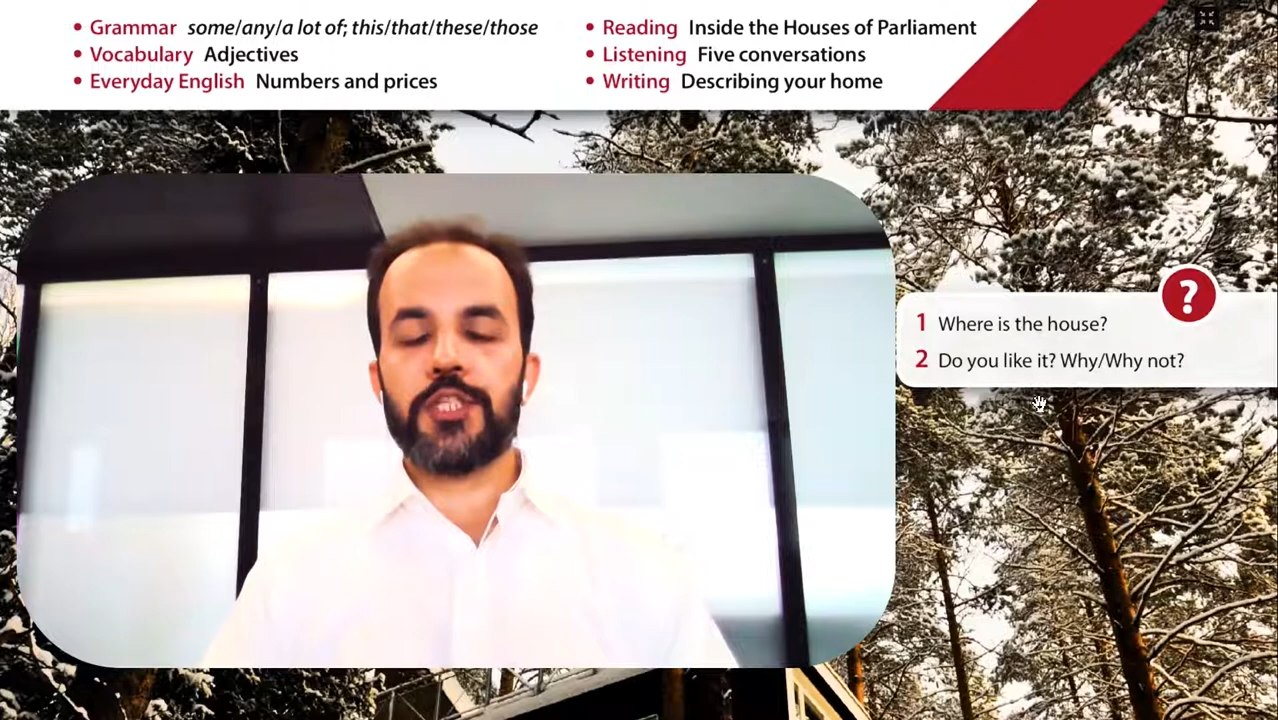 • Grammar some/any/a lot of; this/that/these/those
• Vocabulary Adjectives
• Everyday English Numbers and prices
• Reading Inside the Houses of Parliament
• Listening Five conversations
• Writing Describing your home
?
1 Where is the house?
2 Do you like it? Why/Why not?